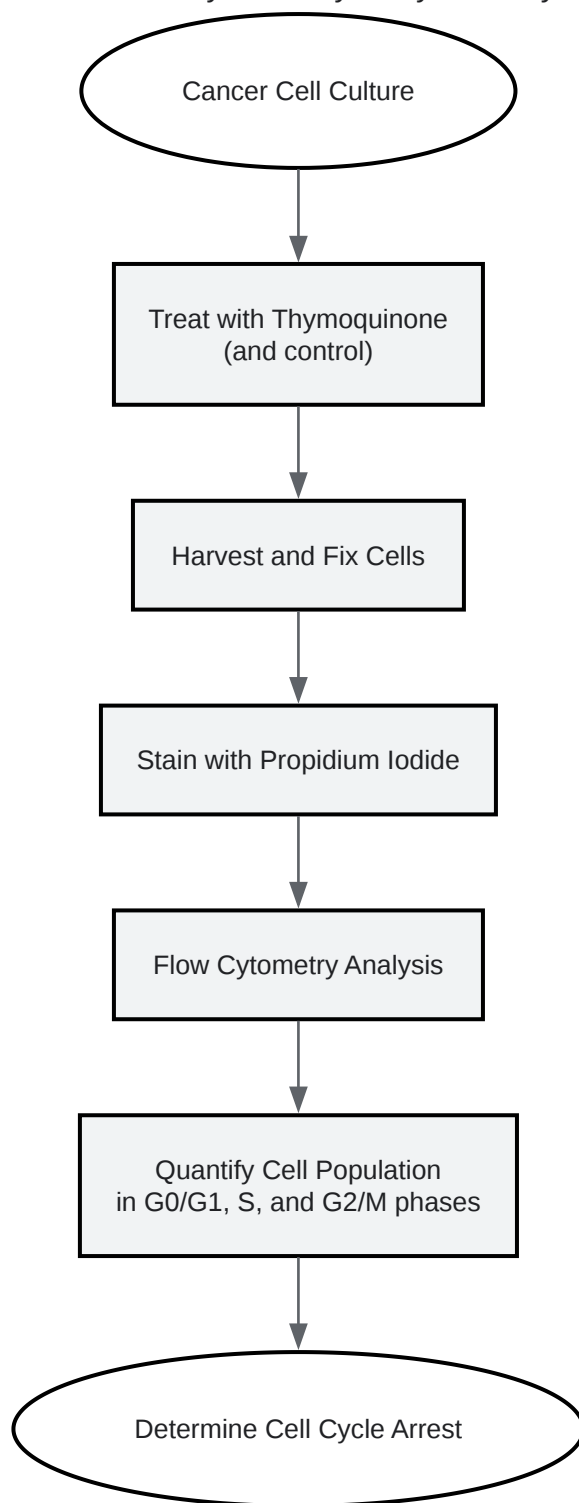 Cancer Cell Culture
Treat with Thymoquinone
(and control)
Harvest and Fix Cells
Stain with Propidium Iodide
Flow Cytometry Analysis
Quantify Cell Population
in G0/G1, S, and G2/M phases
Determine Cell Cycle Arrest